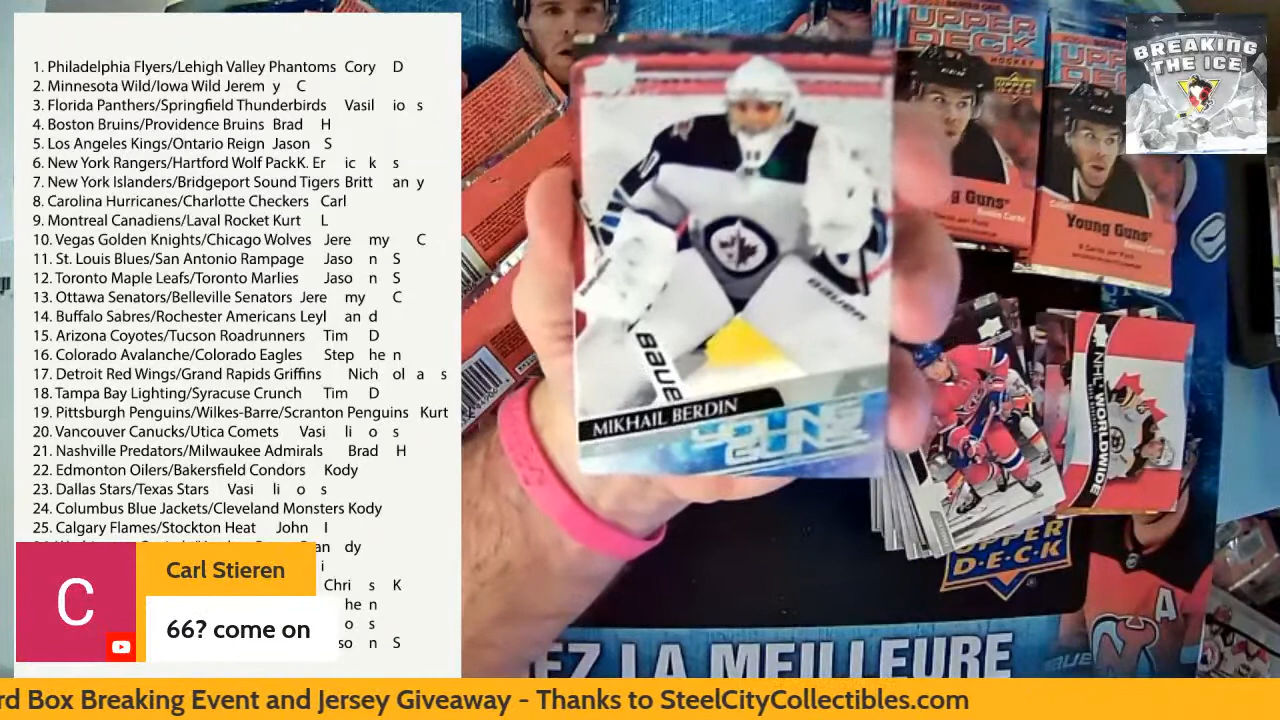 1. Philadelphia Flyers/Lehigh Valley Phantoms Cory D
2. Minnesota Wild/Iowa Wild Jerem y C
3. Florida Panthers/Springfield Thunderbirds Vasil io s
4. Boston Bruins/Providence Bruins Brad H
5. Los Angeles Kings/Ontario Reign Jason S
6. New York Rangers/Hartford Wolf PackK. Er ic k s
7. New York Islanders/Bridgeport Sound Tigers Britt an y
8. Carolina Hurricanes/Charlotte Checkers Carl
9. Montreal Canadiens/Laval Rocket Kurt L
10. Vegas Golden Knights/Chicago Wolves Jere my C
11. St. Louis Blues/San Antonio Rampage Jaso n S
12. Toronto Maple Leafs/Toronto Marlies Jaso n S
13. Ottawa Senators/Belleville Senators Jere my C
14. Buffalo Sabres/Rochester Americans Leyl an d
15. Arizona Coyotes/Tucson Roadrunners Tim D
16. Colorado Avalanche/Colorado Eagles Step he n
17. Detroit Red Wings/Grand Rapids Griffins Nich ol a s
18. Tampa Bay Lighting/Syracuse Crunch Tim D
19. Pittsburgh Penguins/Wilkes-Barre/Scranton Penguins Kurt L
20. Vancouver Canucks/Utica Comets Vasi li o s
21. Nashville Predators/Milwaukee Admirals Brad H
22. Edmonton Oilers/Bakersfield Condors Kody
23. Dallas Stars/Texas Stars Vasi li o s
24. Columbus Blue Jackets/Cleveland Monsters Kody
25. Calgary Flames/Stockton Heat John I
an dy
i
Chri s K
he n
o s
so n S
C
Carl Stieren
66? come on
BREAKING
THE ICE
UPPER
DECK
HOCKEY
UPPER
DECK
g Guns
Young Guns
BAUER
BAUER
MIKHAIL BERDIN
YOUNG
GUNS
NHL WORLDWIDE
UPPER
D·E·C·K
A
EZ LA MEILLEURE
rd Box Breaking Event and Jersey Giveaway - Thanks to SteelCityCollectibles.com